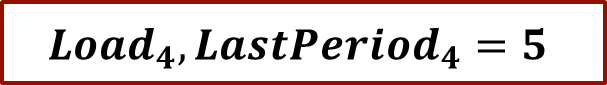 Load₄, LastPeriod₄ = 5